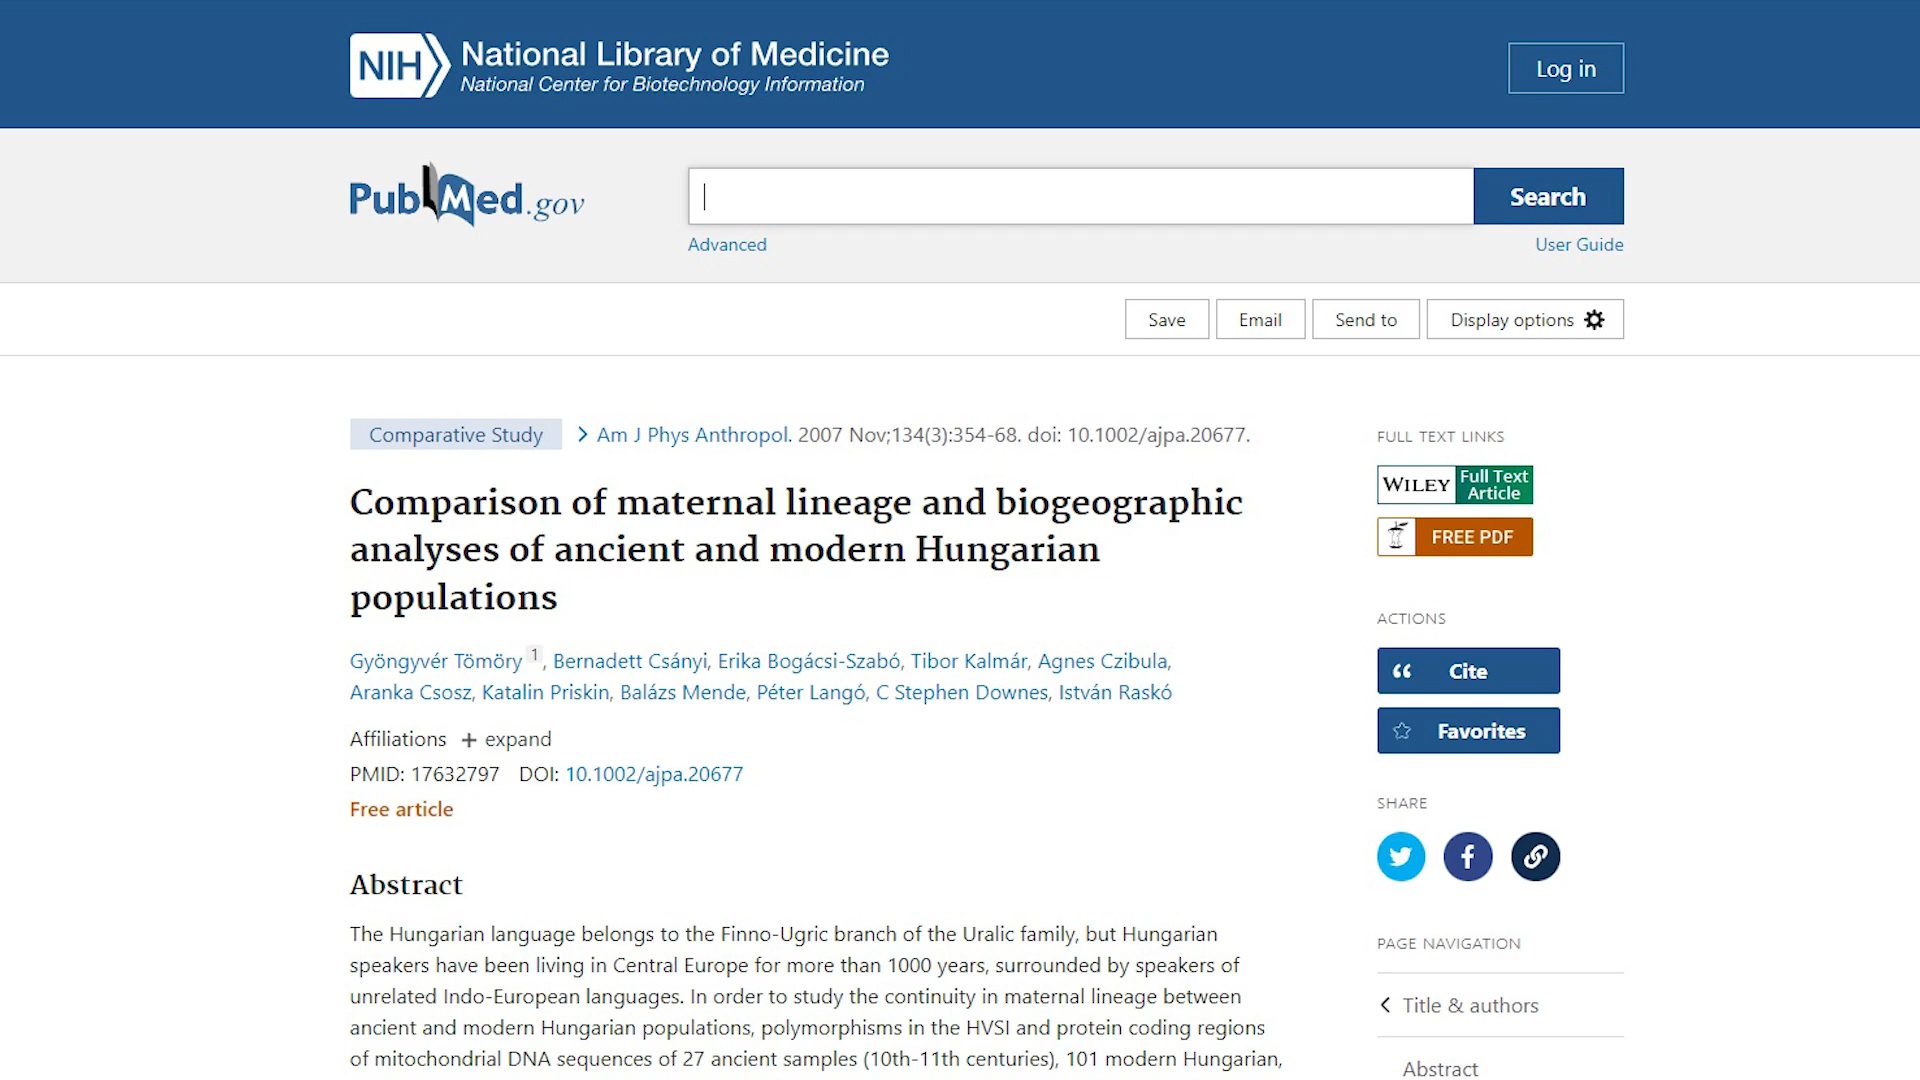 NIH National Library of Medicine
National Center for Biotechnology Information
Log in
PubMed.gov
Search
Advanced
User Guide
Save
Email
Send to
Display options
Comparative Study
Am J Phys Anthropol. 2007 Nov;134(3):354-68. doi: 10.1002/ajpa.20677.
Comparison of maternal lineage and biogeographic
analyses of ancient and modern Hungarian
populations
Gyöngyvér Tömöry 1, Bernadett Csányi, Erika Bogácsi-Szabó, Tibor Kalmár, Agnes Czibula,
Aranka Csosz, Katalin Priskin, Balázs Mende, Péter Langó, C Stephen Downes, István Raskó
Affiliations + expand
PMID: 17632797 DOI: 10.1002/ajpa.20677
Free article
Abstract
The Hungarian language belongs to the Finno-Ugric branch of the Uralic family, but Hungarian
speakers have been living in Central Europe for more than 1000 years, surrounded by speakers of
unrelated Indo-European languages. In order to study the continuity in maternal lineage between
ancient and modern Hungarian populations, polymorphisms in the HVSI and protein coding regions
of mitochondrial DNA sequences of 27 ancient samples (10th-11th centuries), 101 modern Hungarian,
FULL TEXT LINKS
WILEY Full Text
Article
FREE PDF
ACTIONS
Cite
Favorites
SHARE
PAGE NAVIGATION
Title & authors
Abstract